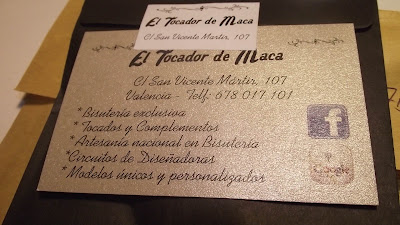 El Tocador de Maca
C/ San Vicente Mártir, 107
El Tocador de Maca
C/ San Vicente Mártir, 107
Valencia - Telf: 678 017 101
*Bisutería exclusiva
*Tocados y Complementos
*Artesanía nacional en Bisutería
*Circuitos de Diseñadoras
*Modelos únicos y personalizados
f
Google